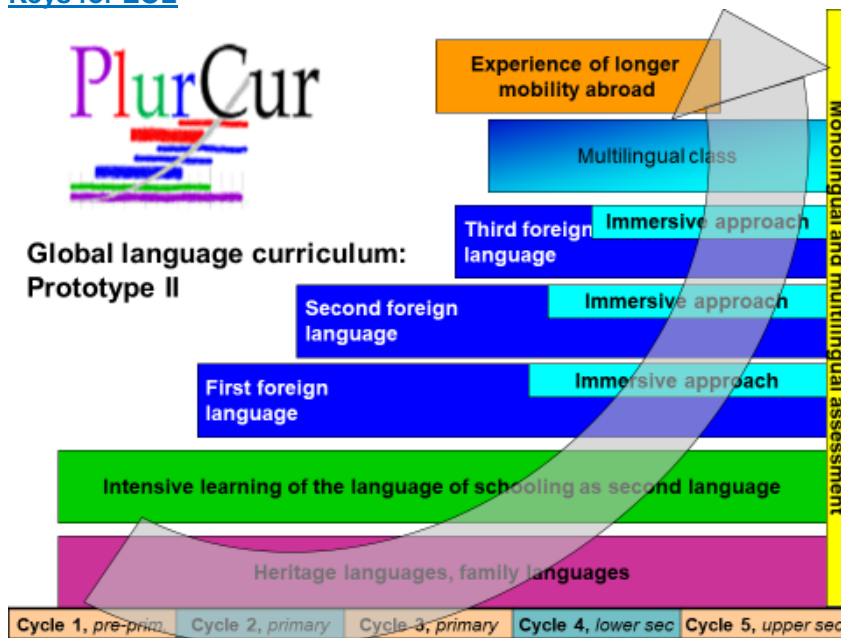 Keys for LOE
PlurCur
Global language curriculum:
Prototype II
Experience of longer
mobility abroad
Multilingual class
Third foreign
language
Immersive approach
Second foreign
language
Immersive approach
First foreign
language
Immersive approach
Intensive learning of the language of schooling as second language
Heritage languages, family languages
Monolingual and multilingual assessment
Cycle 1, pre-prim,
Cycle 2, primary
Cycle 3, primary
Cycle 4, lower sec
Cycle 5, upper sec